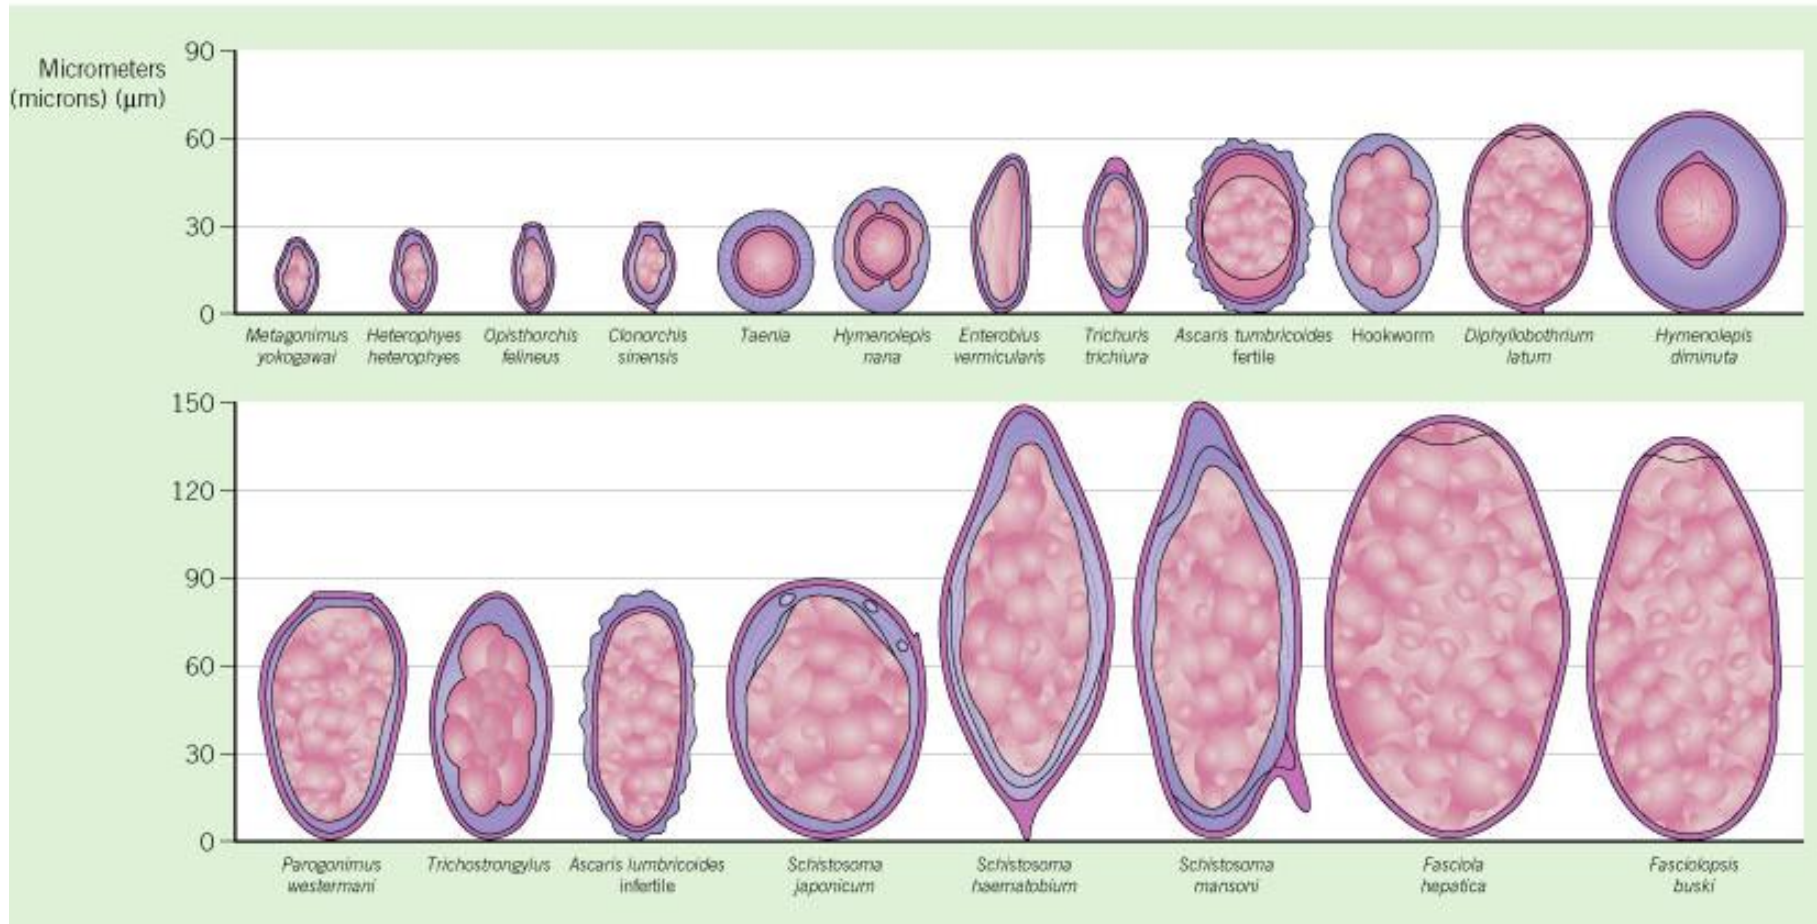 Micrometers
(microns) (µm)
90
60
30
0
Metagonimus
yokogawai
Heterophyes
heterophyes
Opisthorchis
felineus
Clonorchis
sinensis
Taenia
Hymenolepis
nana
Enterobius
vermicularis
Trichuris
trichiura
Ascaris tumbricoides
fertile
Hookworm
Diphyllobothrium
latum
Hymenolepis
diminuta
150
120
90
60
30
0
Parogonimus
westermani
Trichostrongylus
Ascaris lumbricoides
infertile
Schistosoma
japonicum
Schistosoma
haematobium
Schistosoma
mansoni
Fasciola
hepatica
Fasciolopsis
buski